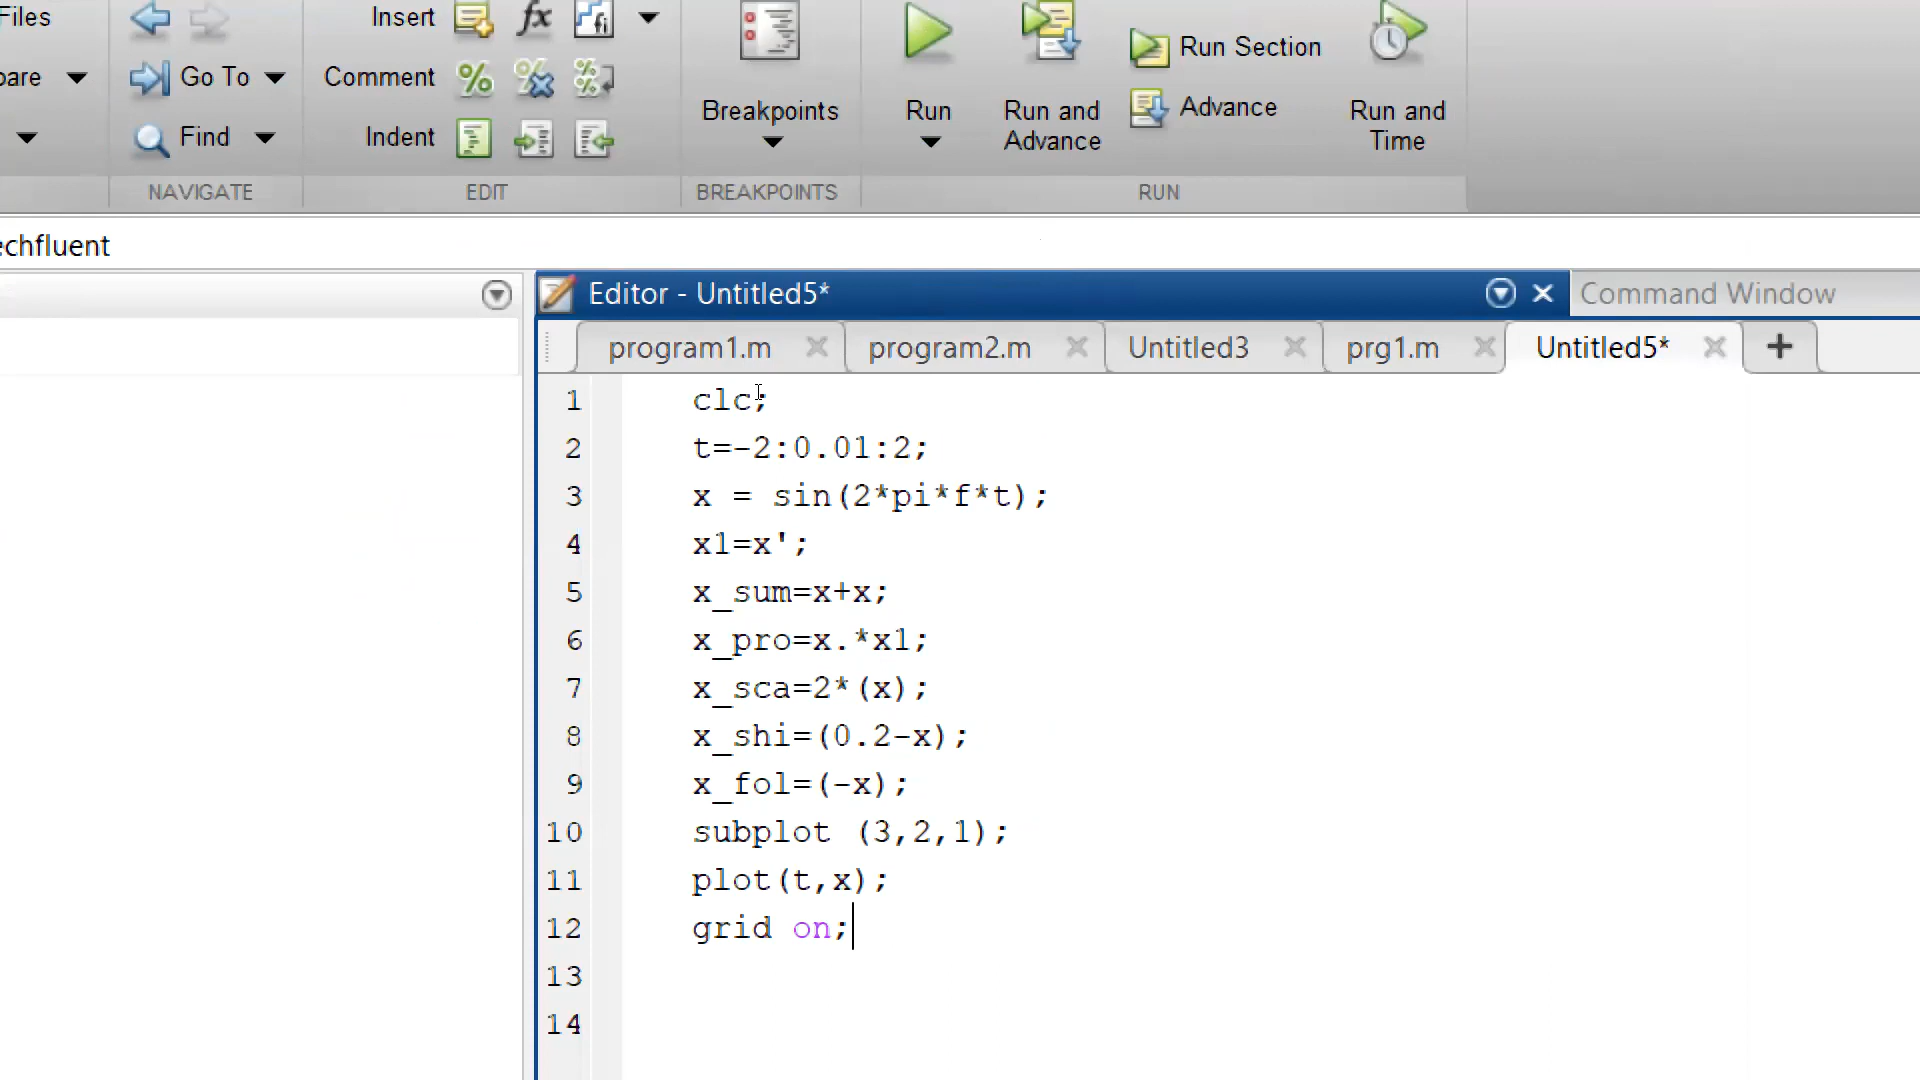 Files
Insert
fx
fi
pare
Go To
Comment
%
Find
Indent
Breakpoints
Run
Run and
Advance
Run Section
Advance
Run and
Time
NAVIGATE
EDIT
BREAKPOINTS
RUN
echfluent
Editor - Untitled5*
Command Window
program1.m
program2.m
Untitled3
prg1.m
Untitled5*
1 clc;
2 t=-2:0.01:2;
3 x = sin(2*pi*f*t);
4 x1=x';
5 x_sum=x+x;
6 x_pro=x.*x1;
7 x_sca=2*(x);
8 x_shi=(0.2-x);
9 x_fol=(-x);
10 subplot (3,2,1);
11 plot(t,x);
12 grid on;
13
14